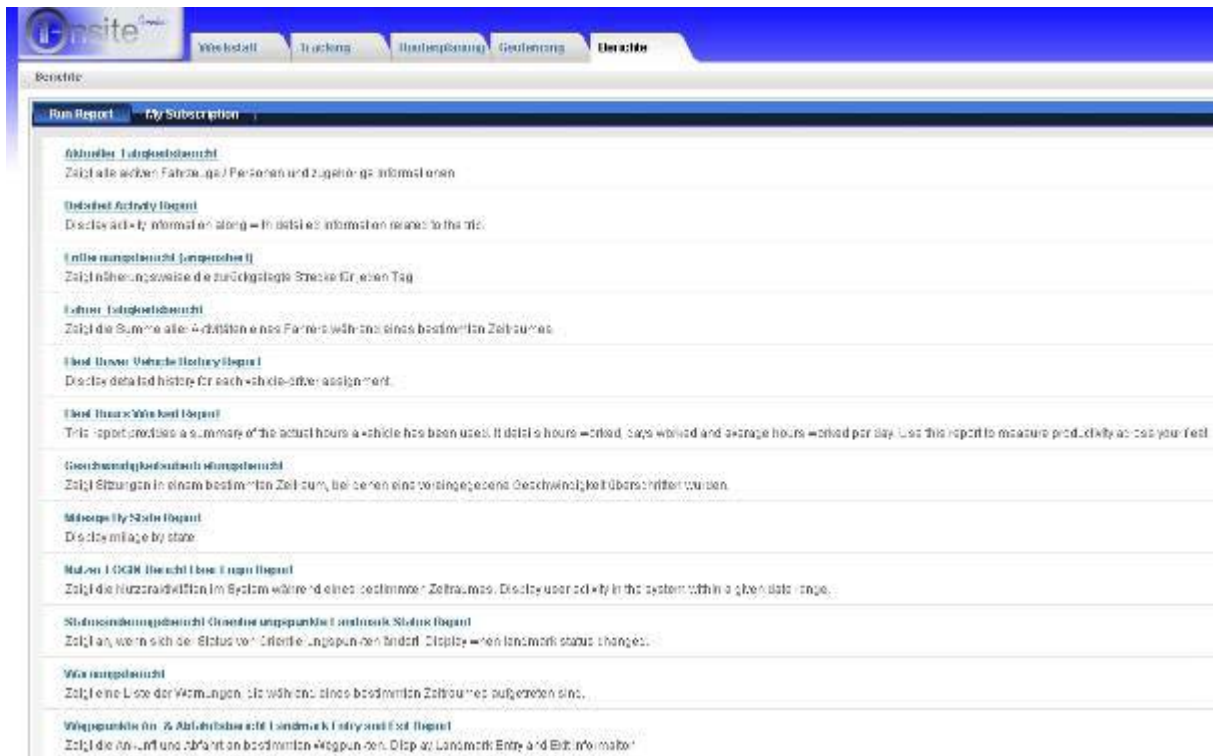 nsite
Werkstatt Tracking Routenplanung Geofencing Berichte
Berichte
Run Report My Subscription
Aktueller Tätigkeitsbericht
Zeigt alle aktiven Fahrzeuge / Personen und zugehörige Informationen
Detailed Activity Report
Display activity information along with detailed information related to the trip.
Entfernungsbericht (angenähert)
Zeigt näherungsweise die zurückgelegte Strecke für jeden Tag
Fahrer Tätigkeitsbericht
Zeigt die Summe aller Aktivitäten eines Fahrers während eines bestimmten Zeitraumes.
Fleet Driver Vehicle History Report
Display detailed history for each vehicle-driver assignment.
Fleet Hours Worked Report
This report provides a summary of the actual hours a vehicle has been used. It details hours worked, days worked and average hours worked per day. Use this report to measure productivity across your fleet
Zeigt Sitzungen in einem bestimmten Zeitraum, bei denen eine voreingegebene Geschwindigkeit überschritten wurden.
Mileage By State Report
Display milage by state
Nutzer LOGIN Bericht User Login Report
Zeigt die Nutzeraktivitäten im System während eines bestimmten Zeitraumes. Display user activity in the system within a given date range.
Statusänderungsbericht Orientierungspunkte Landmark Status Report
Zeigt an, wenn sich der Status von Orientierungspunkten ändert. Display when landmark status changed.
Warnungsbericht
Zeigt eine Liste der Warnungen, die während eines bestimmten Zeitraumes aufgetreten sind.
Wegepunkte An- & Abfahrtsbericht Landmark Entry and Exit Report
Zeigt die Ankunft und Abfahrt an bestimmten Wegpunkten. Display Landmark Entry and Exit Information